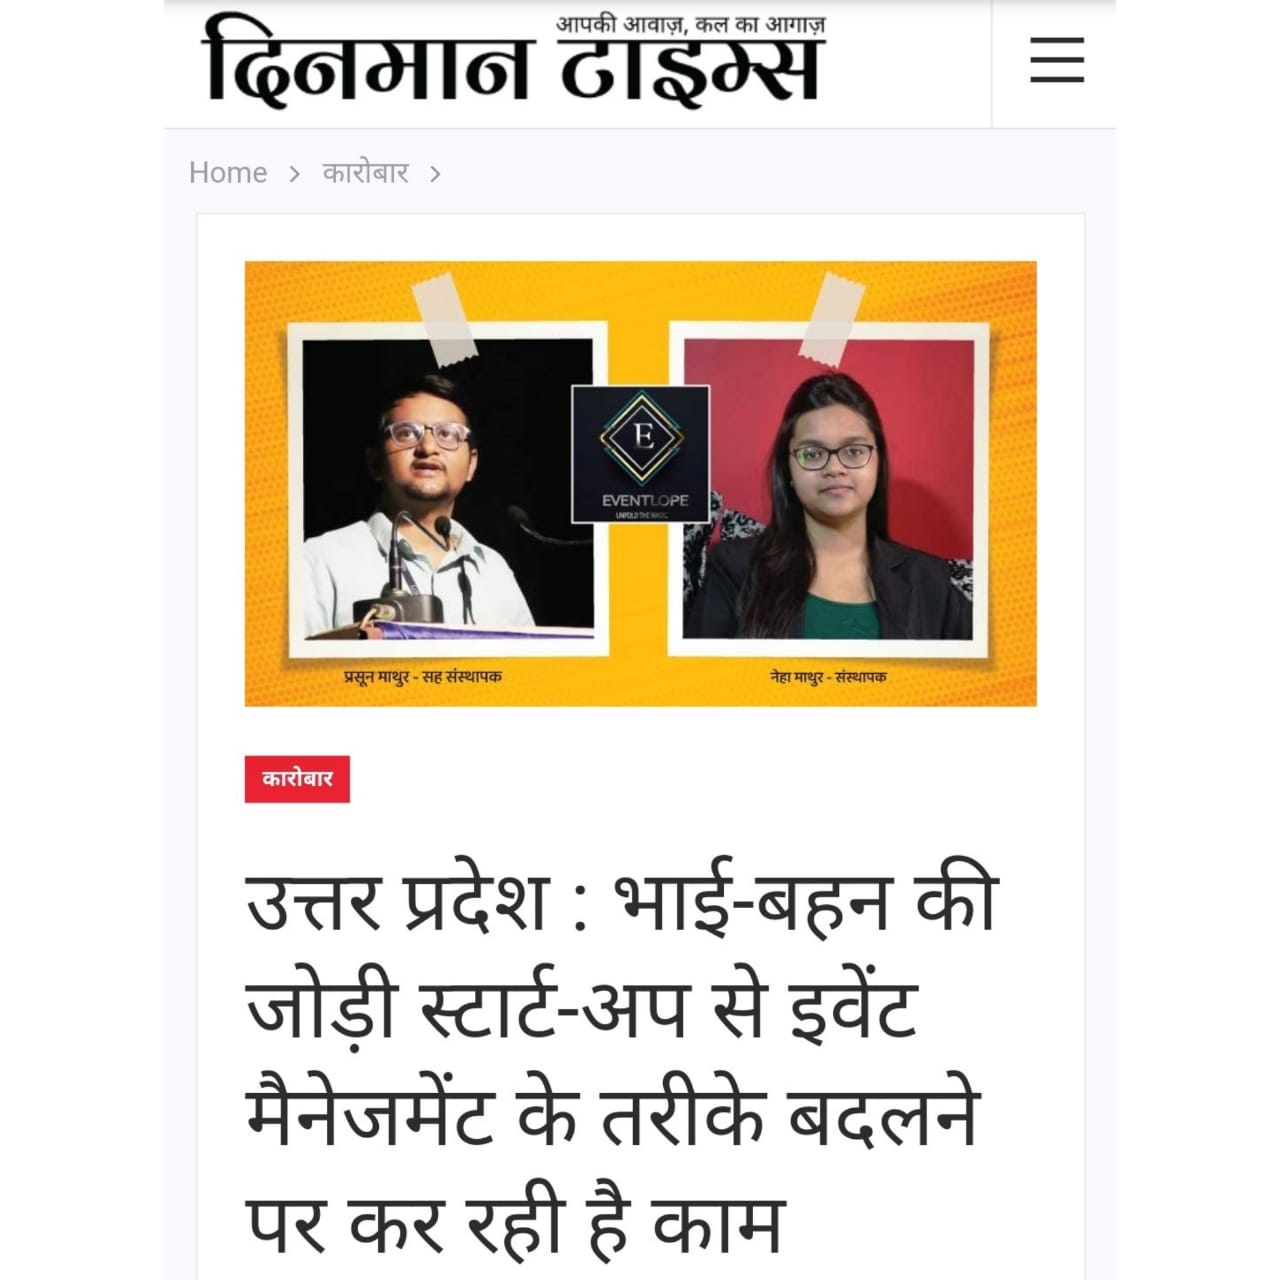 आपकी आवाज़, कल का आगाज़
दिनमान टाइम्स
Home > कारोबार >
E
EVENTLOPE
UNFOLD THE MAGIC
प्रसून माथुर - सह संस्थापक
नेहा माथुर - संस्थापक
कारोबार
उत्तर प्रदेश : भाई-बहन की
जोड़ी स्टार्ट-अप से इवेंट
मैनेजमेंट के तरीके बदलने
पर कर रही है काम